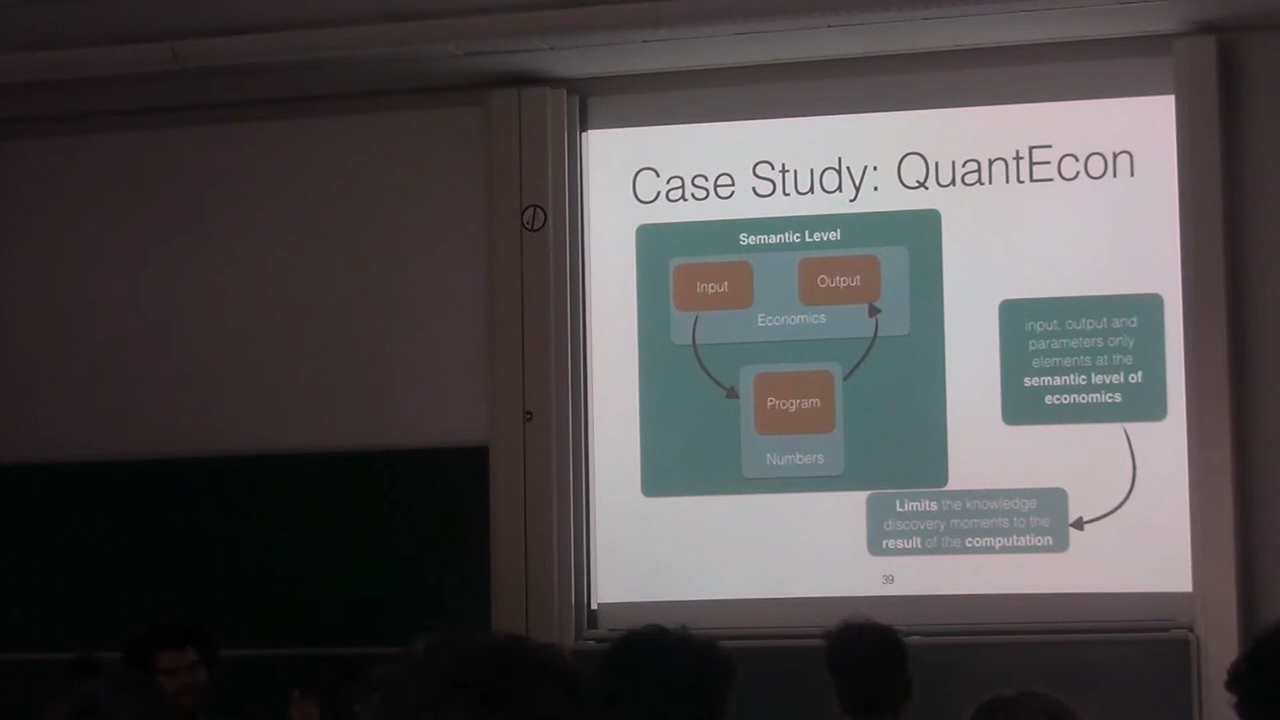 Case Study: QuantEcon
Semantic Level
Input
Output
Economics
Program
Numbers
input, output and
parameters only
elements at the
semantic level of
economics
Limits the knowledge
discovery moments to the
result of the computation
39